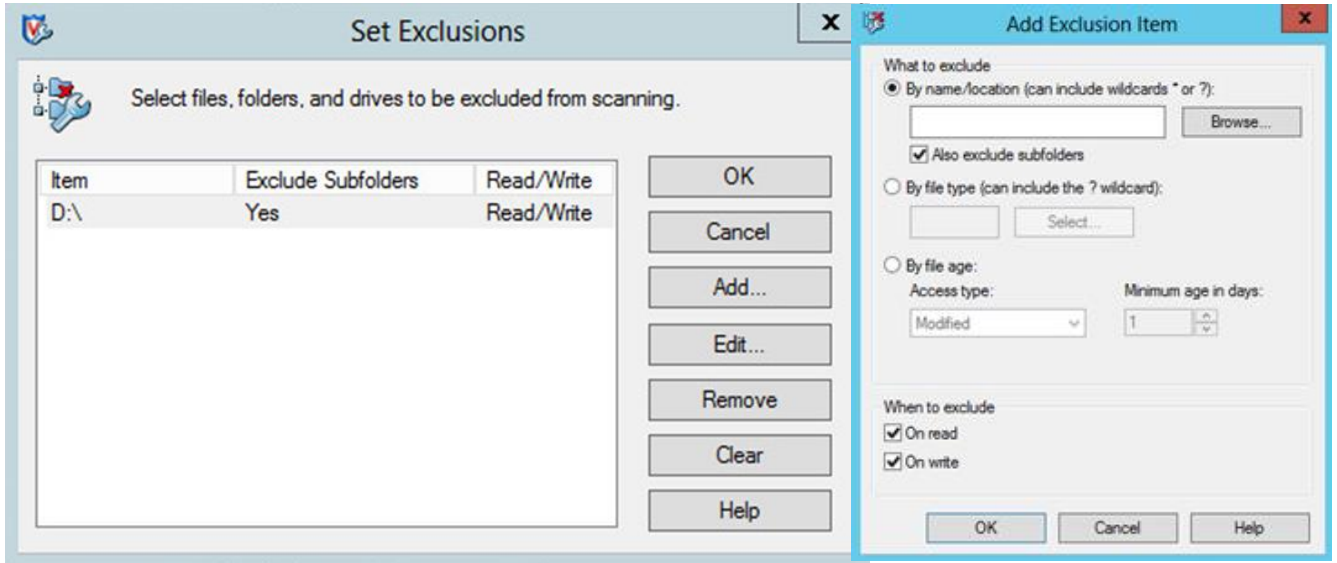 Set Exclusions
x
Select files, folders, and drives to be excluded from scanning.
Item Exclude Subfolders Read/Write
D:\ Yes Read/Write
OK
Cancel
Add...
Edit...
Remove
Clear
Help
Add Exclusion Item
x
What to exclude
By name/location (can include wildcards * or ?):
Browse...
Also exclude subfolders
By file type (can include the ? wildcard):
Select...
By file age:
Access type: Minimum age in days:
Modified 1
When to exclude
On read
On write
OK Cancel Help